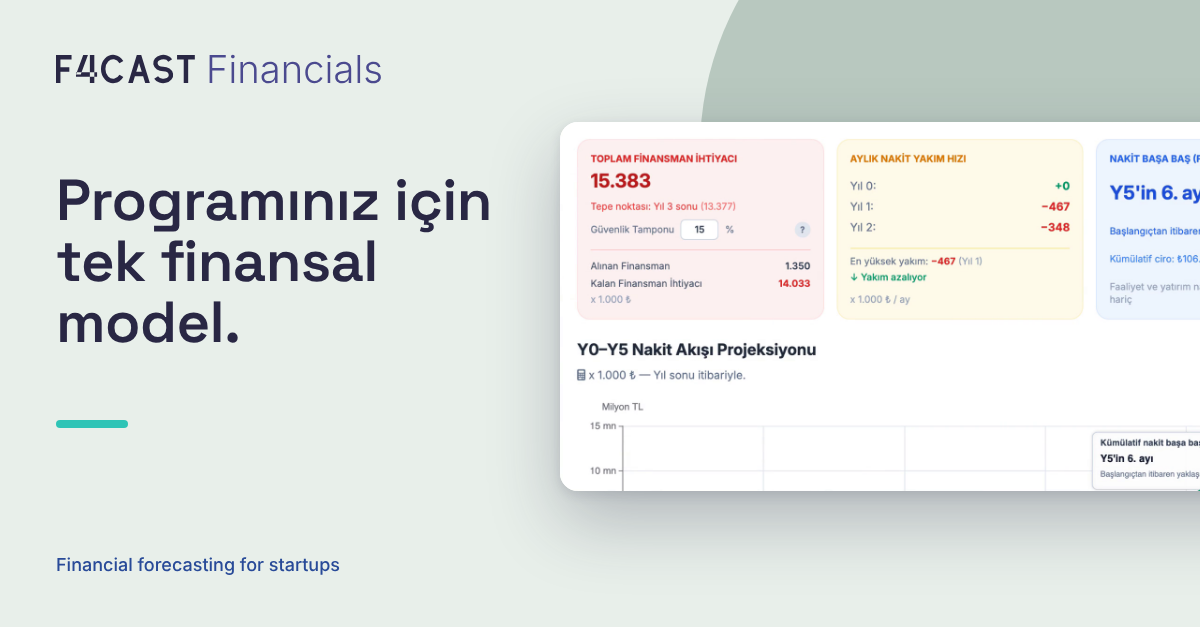 F4CAST Financials
Programınız için
tek finansal
model.
Financial forecasting for startups
TOPLAM FİNANSMAN İHTİYACI
15.383
Tepe noktası: Yıl 3 sonu (13.377)
Güvenlik Tamponu 15 % ?
Alınan Finansman 1.350
Kalan Finansman İhtiyacı 14.033
x 1.000 ₺
AYLIK NAKİT YAKIM HIZI
Yıl 0: +0
Yıl 1: −467
Yıl 2: −348
En yüksek yakım: −467 (Yıl 1)
↓ Yakım azalıyor
x 1.000 ₺ / ay
NAKİT BAŞA BAŞ
Y5'in 6. ay
Başlangıçtan itibaren
Kümülatif ciro: ₺106.
Faaliyet ve yatırım
hariç
Y0–Y5 Nakit Akışı Projeksiyonu
x 1.000 ₺ — Yıl sonu itibariyle.
Milyon TL
15 mn
10 mn
Kümülatif nakit başa
Y5'in 6. ayı
Başlangıçtan itibaren